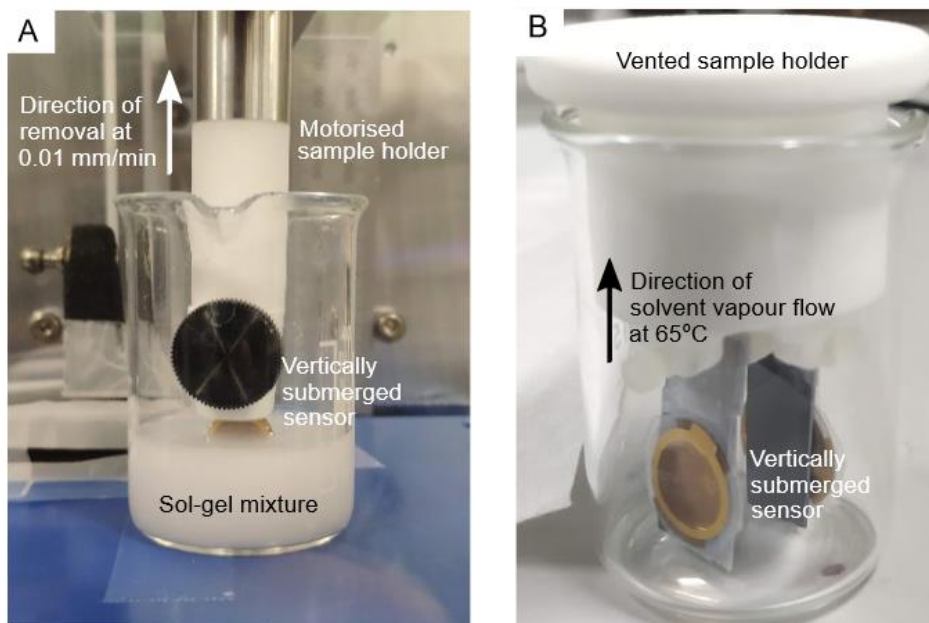 A
Direction of
removal at
0.01 mm/min
Motorised
sample holder
Vertically
submerged
sensor
Sol-gel mixture
B
Vented sample holder
Direction of
solvent vapour flow
at 65°C
Vertically
submerged
sensor